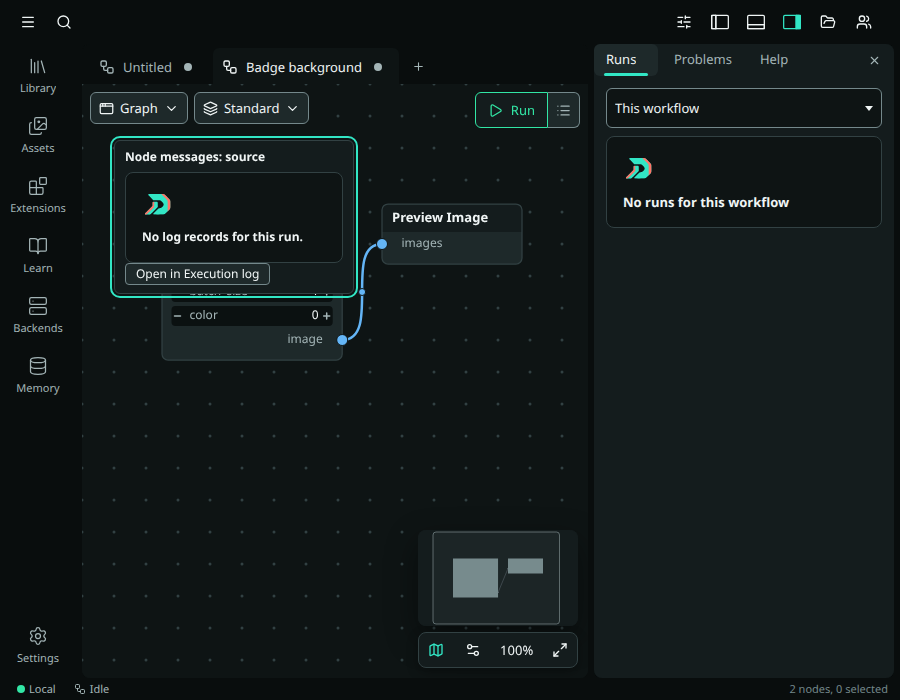 Untitled
Badge background
Runs
Problems
Help
Library
Assets
Extensions
Learn
Backends
Memory
Settings
Graph
Standard
Run
This workflow
No runs for this workflow
Node messages: source
No log records for this run.
Open in Execution log
Preview Image
images
color
0
image
100%
Local
Idle
2 nodes, 0 selected